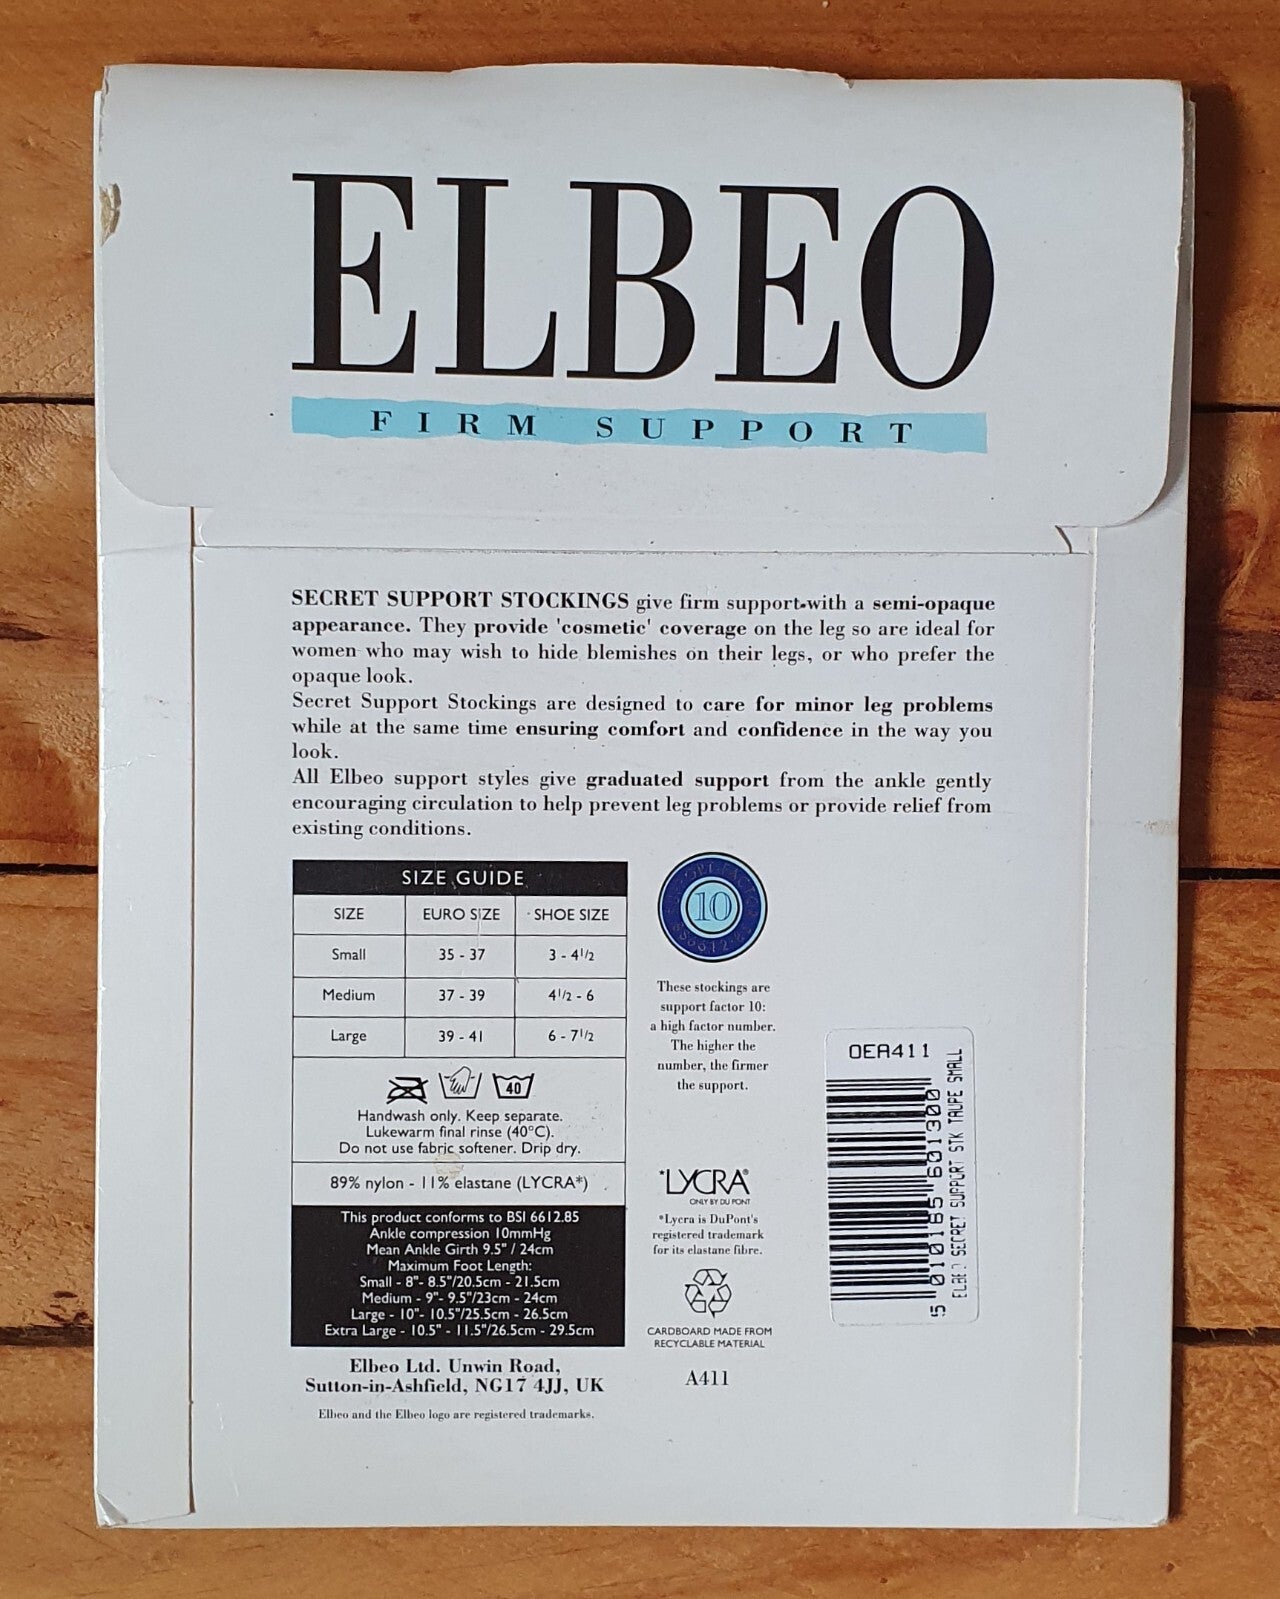 ELBEO
FIRM SUPPORT
SECRET SUPPORT STOCKINGS give firm support with a semi-opaque
appearance. They provide 'cosmetic' coverage on the leg so are ideal for
women who may wish to hide blemishes on their legs, or who prefer the
opaque look.
Secret Support Stockings are designed to care for minor leg problems
while at the same time ensuring comfort and confidence in the way you
look.
All Elbeo support styles give graduated support from the ankle gently
encouraging circulation to help prevent leg problems or provide relief from
existing conditions.
SIZE GUIDE
SIZE EURO SIZE SHOE SIZE
Small 35 - 37 3 - 4 1/2
Medium 37 - 39 4 1/2 - 6
Large 39 - 41 6 - 7 1/2
40
Handwash only. Keep separate.
Lukewarm final rinse (40°C).
Do not use fabric softener. Drip dry.
89% nylon - 11% elastane (LYCRA*)
This product conforms to BSI 6612.85
Ankle compression 10mmHg
Mean Ankle Girth 9.5" / 24cm
Maximum Foot Length:
Small - 8"- 8.5"/20.5cm - 21.5cm
Medium - 9"- 9.5"/23cm - 24cm
Large - 10"- 10.5"/25.5cm - 26.5cm
Extra Large - 10.5" - 11.5"/26.5cm - 29.5cm
Elbeo Ltd. Unwin Road,
Sutton-in-Ashfield, NG17 4JJ, UK
Elbeo and the Elbeo logo are registered trademarks.
10
These stockings are
support factor 10:
a high factor number.
The higher the
number, the firmer
the support.
*LYCRA®
ONLY BY DU PONT
*Lycra is DuPont's
registered trademark
for its elastane fibre.
CARDBOARD MADE FROM
RECYCLABLE MATERIAL
A411
OEA411
5 010185 601300
SECRET SUPPORT STK TAUPE SMALL